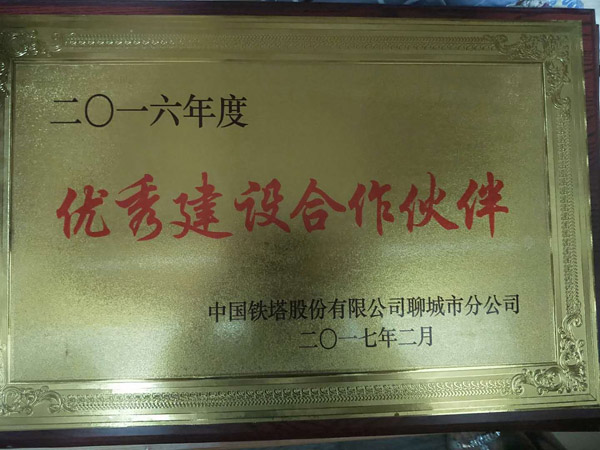 二〇一六年度
优秀建设合作伙伴
中国铁塔股份有限公司聊城市分公司
二〇一七年二月